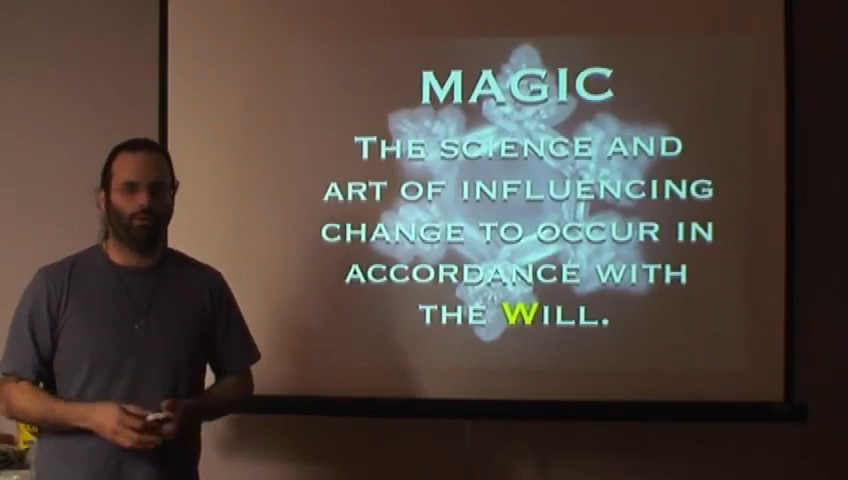 MAGIC
THE SCIENCE AND
ART OF INFLUENCING
CHANGE TO OCCUR IN
ACCORDANCE WITH
THE WILL.